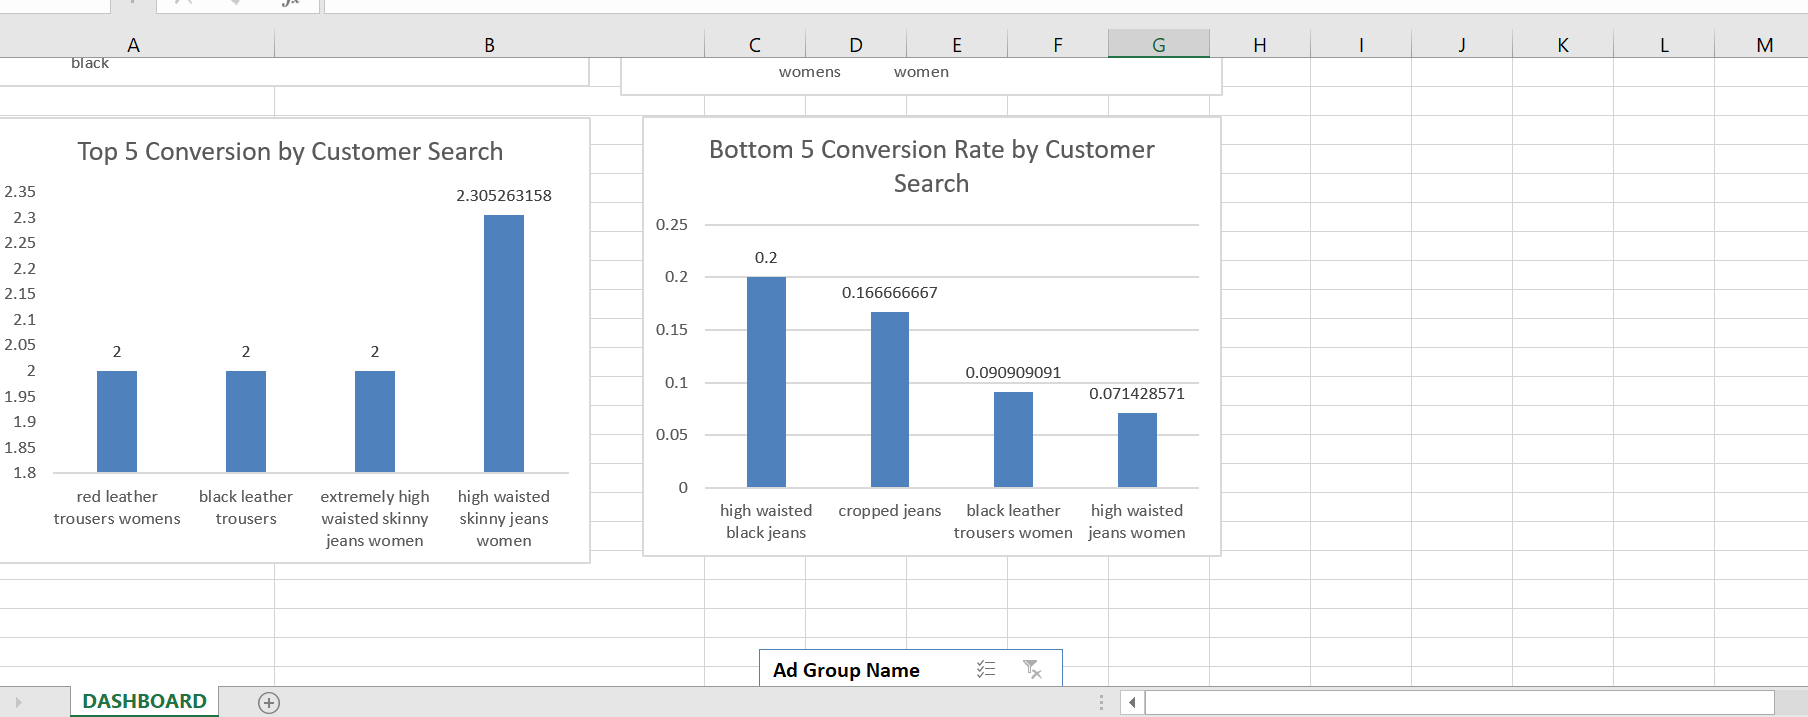 A B C D E F G H I J K L M
black
womens women
Top 5 Conversion by Customer Search
2.35
2.3
2.25
2.2
2.15
2.1
2.05
2
1.95
1.9
1.85
1.8
2 2 2 2.305263158
red leather
trousers womens
black leather
trousers
extremely high
waisted skinny
jeans women
high waisted
skinny jeans
women
Bottom 5 Conversion Rate by Customer
Search
0.25
0.2
0.15
0.1
0.05
0
0.2
0.166666667
0.090909091
0.071428571
high waisted
black jeans
cropped jeans
black leather
trousers women
high waisted
jeans women
Ad Group Name
DASHBOARD